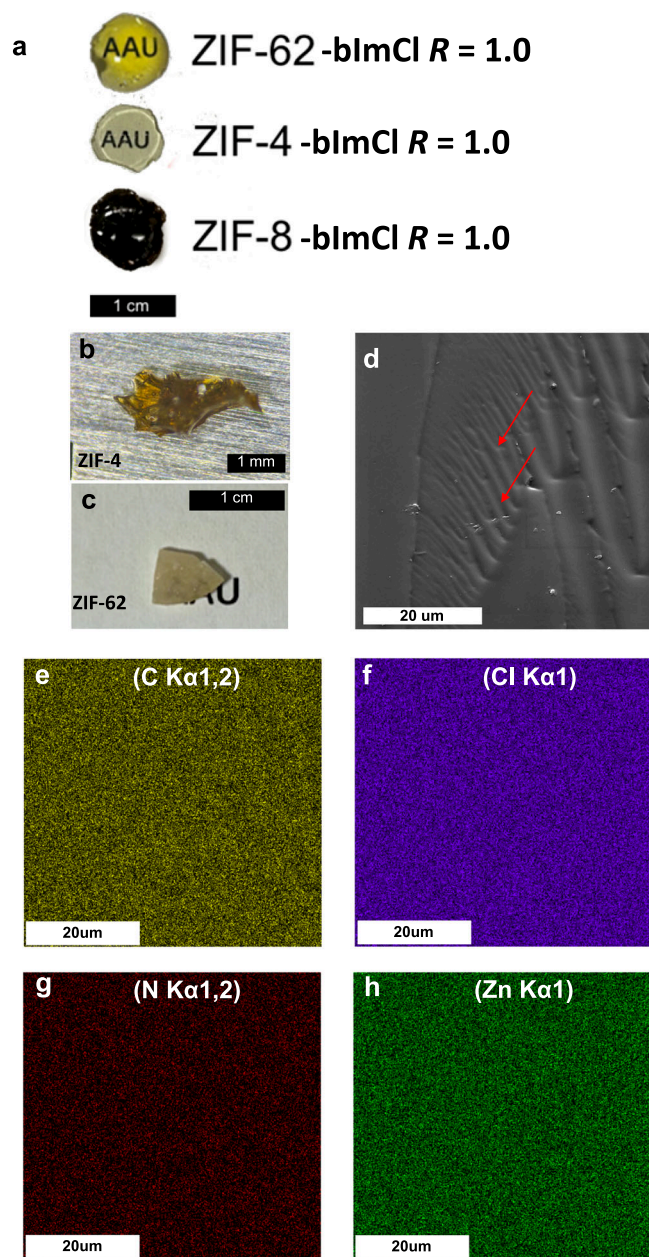 a
AAU
ZIF-62 -bImCl R = 1.0
AAU
ZIF-4 -bImCl R = 1.0
ZIF-8 -bImCl R = 1.0
1 cm
b
ZIF-4
1 mm
c
1 cm
ZIF-62
AAU
d
20 um
e
(C Kα1,2)
20um
f
(Cl Kα1)
20um
g
(N Kα1,2)
20um
h
(Zn Kα1)
20um